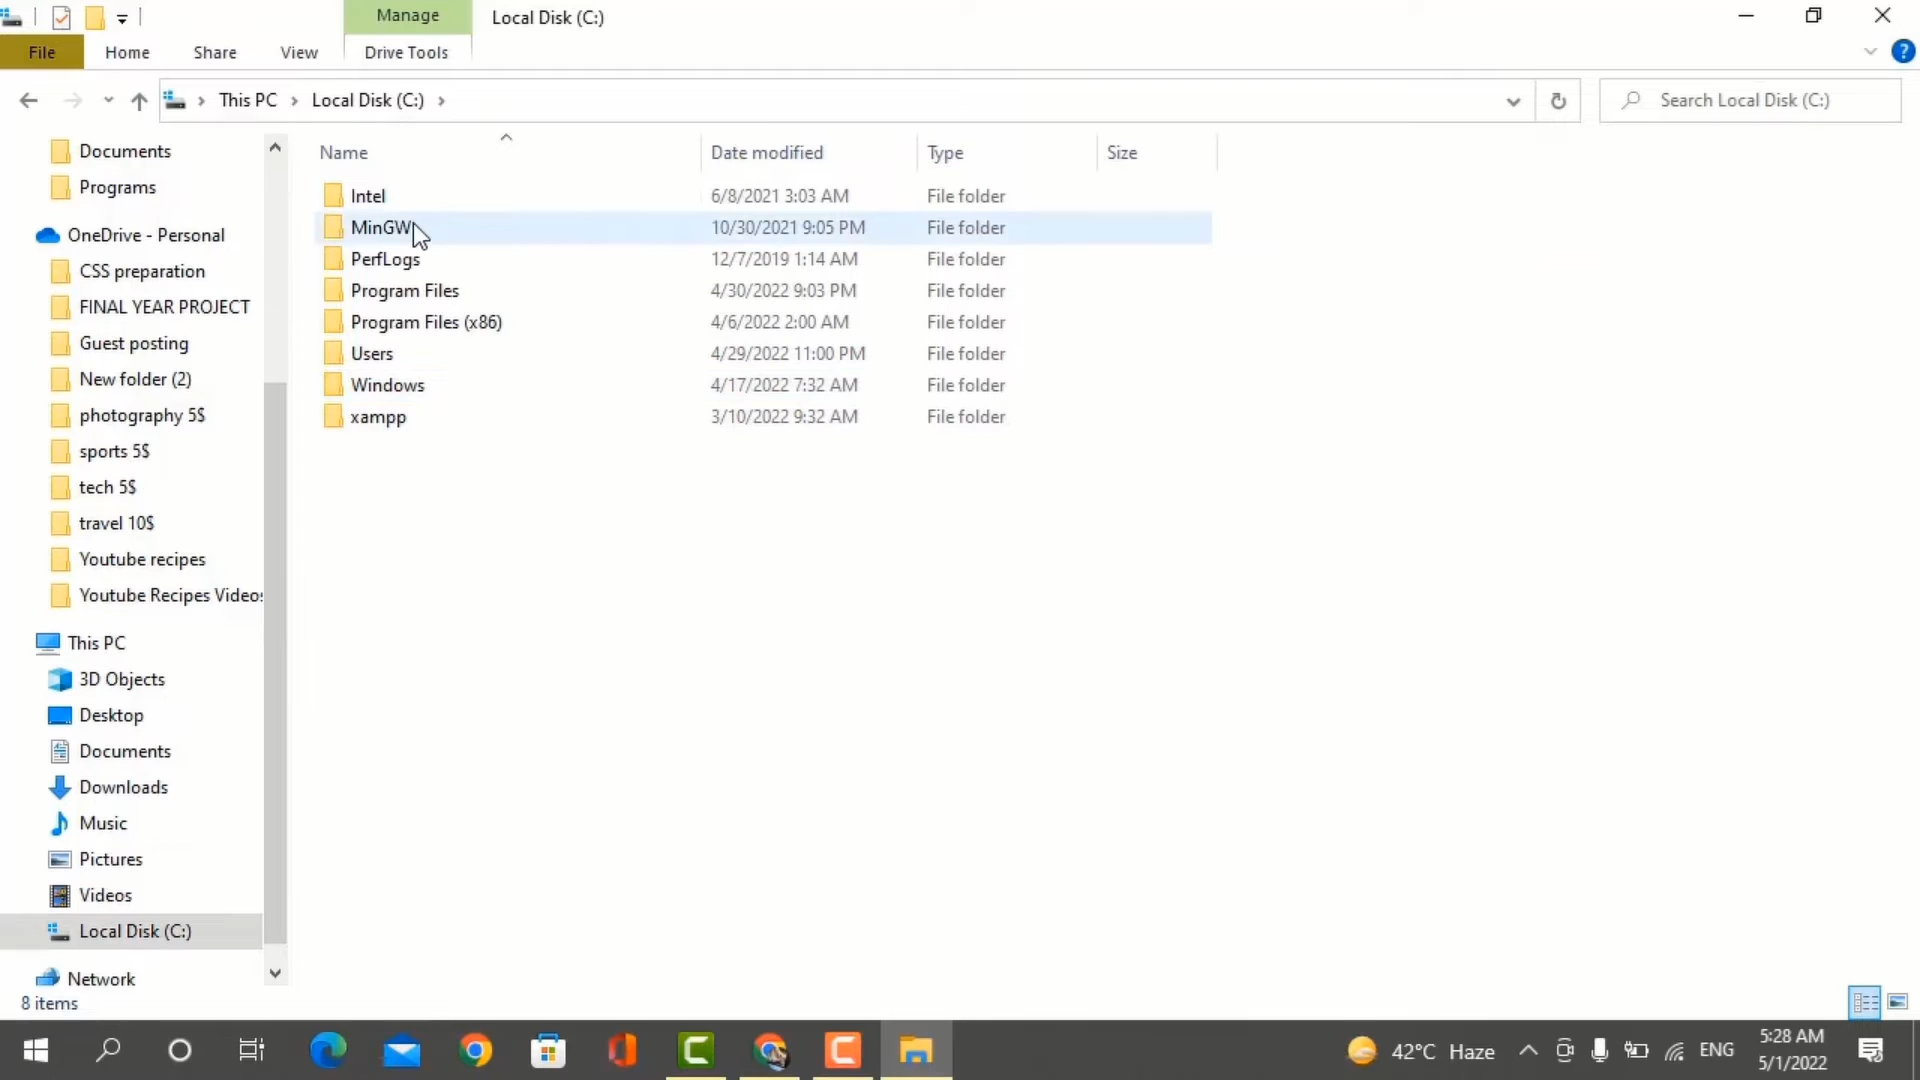 Manage
Local Disk (C:)
File
Home
Share
View
Drive Tools
This PC
Local Disk (C:)
Search Local Disk (C:)
Documents
Programs
OneDrive - Personal
CSS preparation
FINAL YEAR PROJECT
Guest posting
New folder (2)
photography 5$
sports 5$
tech 5$
travel 10$
Youtube recipes
Youtube Recipes Videos
This PC
3D Objects
Desktop
Documents
Downloads
Music
Pictures
Videos
Local Disk (C:)
Network
8 items
Name Date modified Type Size
Intel 6/8/2021 3:03 AM File folder
MinGW 10/30/2021 9:05 PM File folder
PerfLogs 12/7/2019 1:14 AM File folder
Program Files 4/30/2022 9:03 PM File folder
Program Files (x86) 4/6/2022 2:00 AM File folder
Users 4/29/2022 11:00 PM File folder
Windows 4/17/2022 7:32 AM File folder
xampp 3/10/2022 9:32 AM File folder
42°C Haze
ENG
5:28 AM
5/1/2022